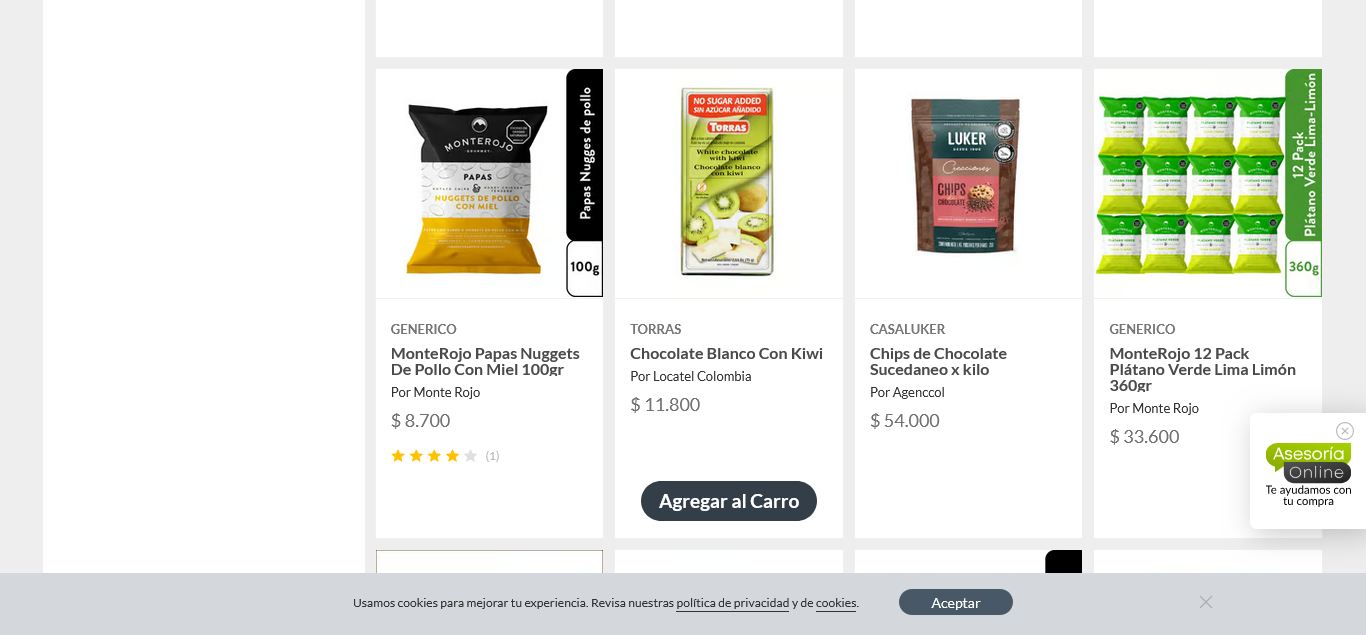 MONTEROJO
GOURMET
PAPAS
NUGGETS DE POLLO
CON MIEL
Papas Nugges de pollo
100g
NO SUGAR ADDED
SIN AZÚCAR AÑADIDO
TORRAS
White chocolate
with kiwi
Chocolate blanco
con kiwi
LUKER
DESDE 1906
Creaciones
CHIPS
CHOCOLATE
12 Pack
Plátano Verde Lima-Limón
360g
GENERICO
MonteRojo Papas Nuggets
De Pollo Con Miel 100gr
Por Monte Rojo
$ 8.700
(1)
TORRAS
Chocolate Blanco Con Kiwi
Por Locatel Colombia
$ 11.800
Agregar al Carro
CASALUKER
Chips de Chocolate
Sucedaneo x kilo
Por Agenccol
$ 54.000
GENERICO
MonteRojo 12 Pack
Plátano Verde Lima Limón
360gr
Por Monte Rojo
$ 33.600
Asesoría
Online
Te ayudamos con
tu compra
Usamos cookies para mejorar tu experiencia. Revisa nuestras política de privacidad y de cookies.
Aceptar